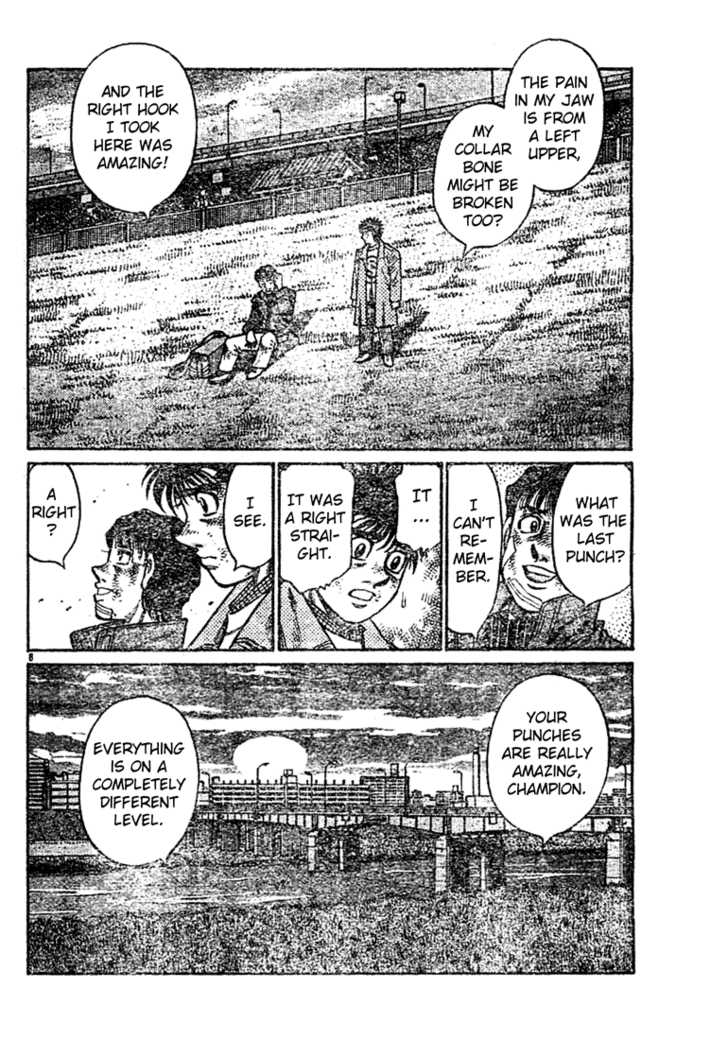 THE PAIN
IN MY JAW
IS FROM
A LEFT
UPPER,
MY
COLLAR
BONE
MIGHT BE
BROKEN
TOO?
AND THE
RIGHT HOOK
I TOOK
HERE WAS
AMAZING!
WHAT
WAS THE
LAST
PUNCH?
I
CAN'T
RE-
MEM-
BER.
IT
...
IT WAS
A RIGHT
STRAI-
GHT.
I
SEE.
A
RIGHT
?
8
YOUR
PUNCHES
ARE REALLY
AMAZING,
CHAMPION.
EVERYTHING
IS ON A
COMPLETELY
DIFFERENT
LEVEL.